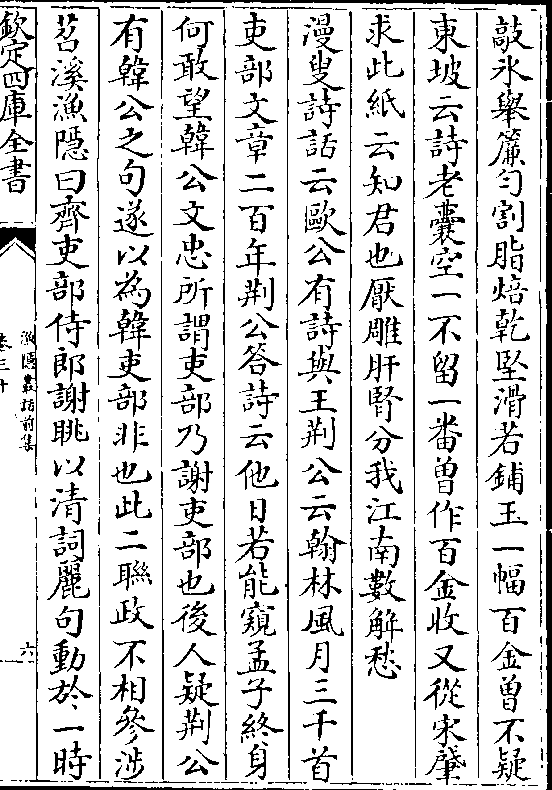 敲氷舉簾匀割脂焙乾堅滑若鋪玉一幅百金曾不疑
東坡云詩老囊空一不留一番曾作百金收又從宋肇
求此紙云知君也厭雕肝腎分我江南數斛愁
漫叟詩話云歐公有詩與王荆公云翰林風月三千首
吏部文章二百年荆公答詩云他日若能窺孟子終身
何敢望韓公文忠所謂吏部乃謝吏部也後人疑荆公
有韓公之句遂以為韓吏部非也此二聯政不相參涉
苕溪漁隠曰齊吏部侍郎謝眺以清詞麗句動於一時
欽定四庫全書
漁隠叢話前集
卷三十
六